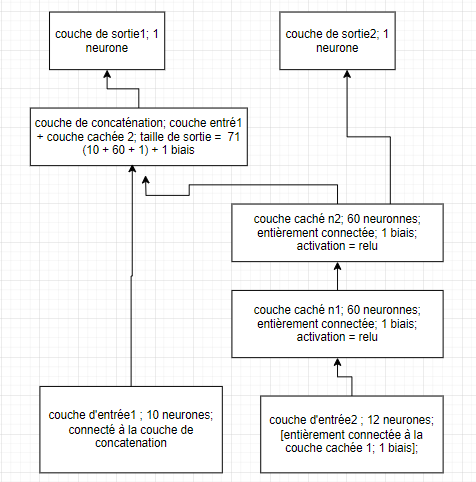 couche de sortie1; 1
neurone
couche de sortie2; 1
neurone
couche de concaténation; couche entré1
+ couche cachée 2; taille de sortie = 71
(10 + 60 + 1) + 1 biais
couche caché n2; 60 neuronnes;
entièrement connectée; 1 biais;
activation = relu
couche caché n1; 60 neuronnes;
entièrement connectée; 1 biais;
activation = relu
couche d'entrée1 ; 10 neurones;
connecté à la couche de
concatenation
couche d'entrée2 ; 12 neurones;
[entièrement connectée à la
couche cachée 1; 1 biais];